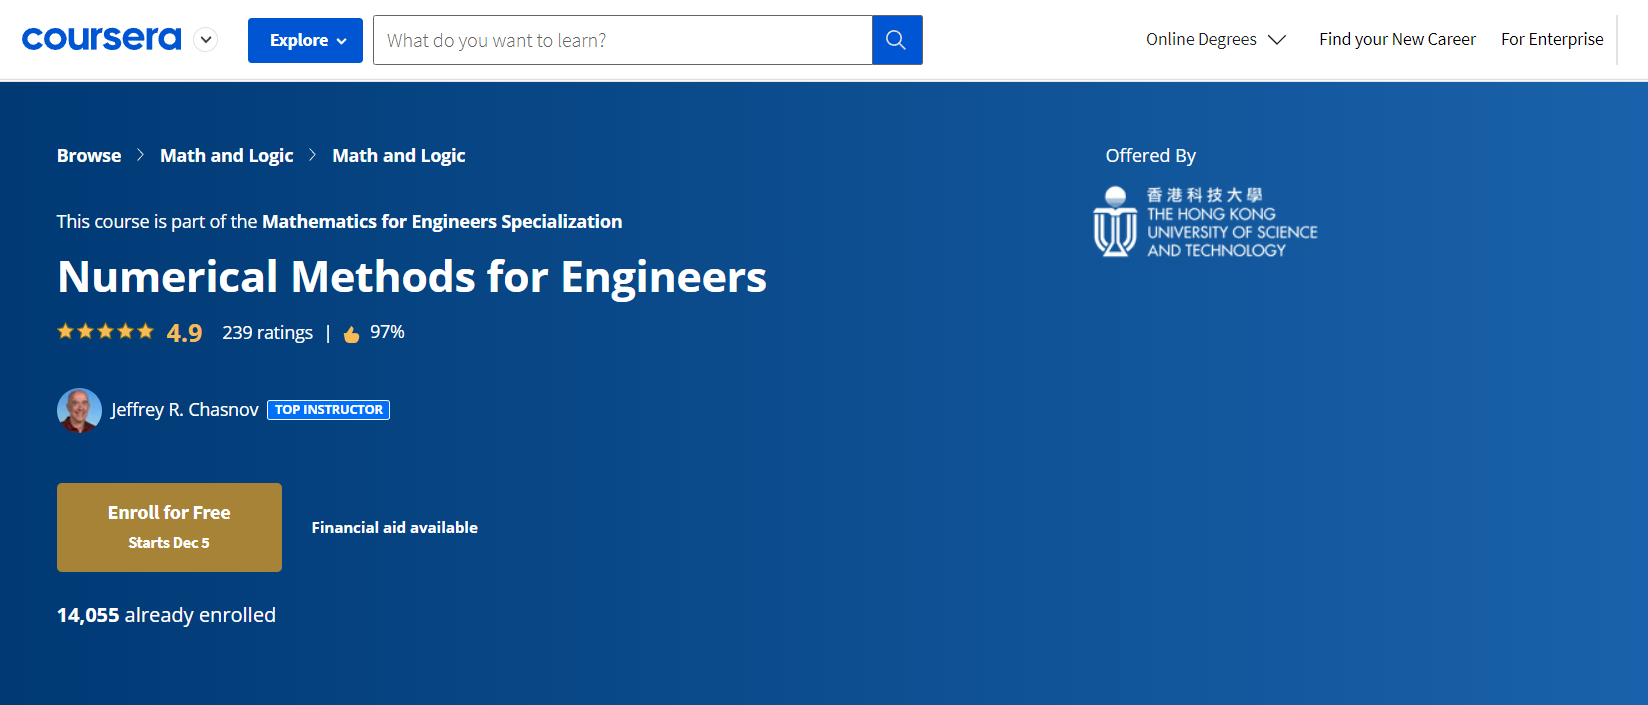 coursera
Explore
What do you want to learn?
Online Degrees
Find your New Career
For Enterprise
Browse > Math and Logic > Math and Logic
Offered By
香港科技大學
THE HONG KONG
UNIVERSITY OF SCIENCE
AND TECHNOLOGY
This course is part of the Mathematics for Engineers Specialization
Numerical Methods for Engineers
4.9 239 ratings | 97%
Jeffrey R. Chasnov TOP INSTRUCTOR
Enroll for Free
Starts Dec 5
Financial aid available
14,055 already enrolled